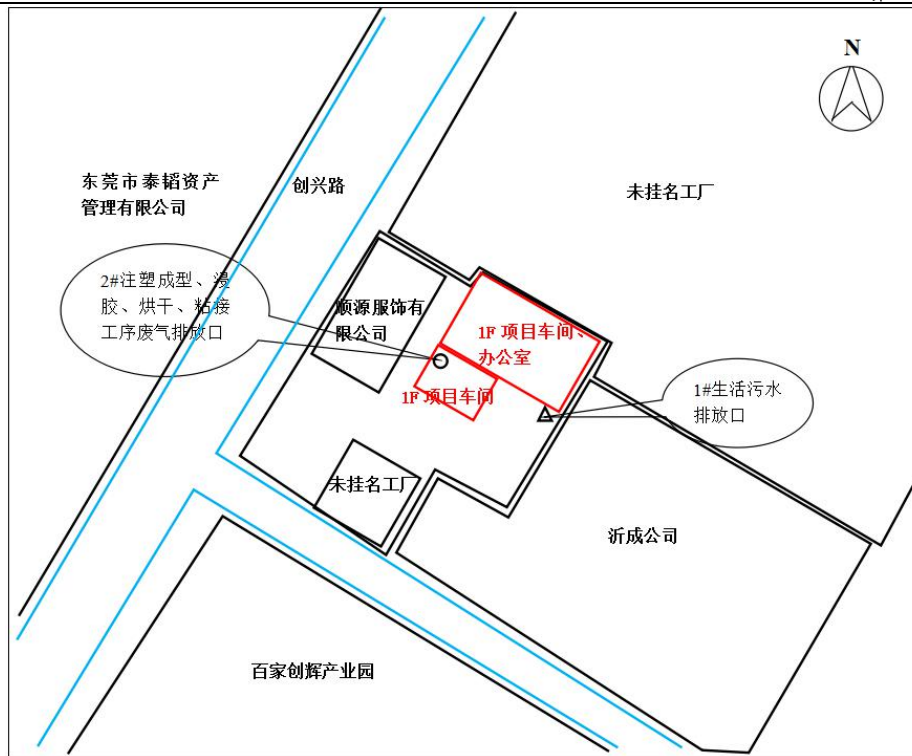 N
东莞市泰韬资产
管理有限公司
创兴路
未挂名工厂
2#注塑成型、浸
胶、烘干、粘接
工序废气排放口
顺源服饰有
限公司
1F 项目车间、
办公室
1F 项目车间
1#生活污水
排放口
未挂名工厂
沂成公司
百家创辉产业园